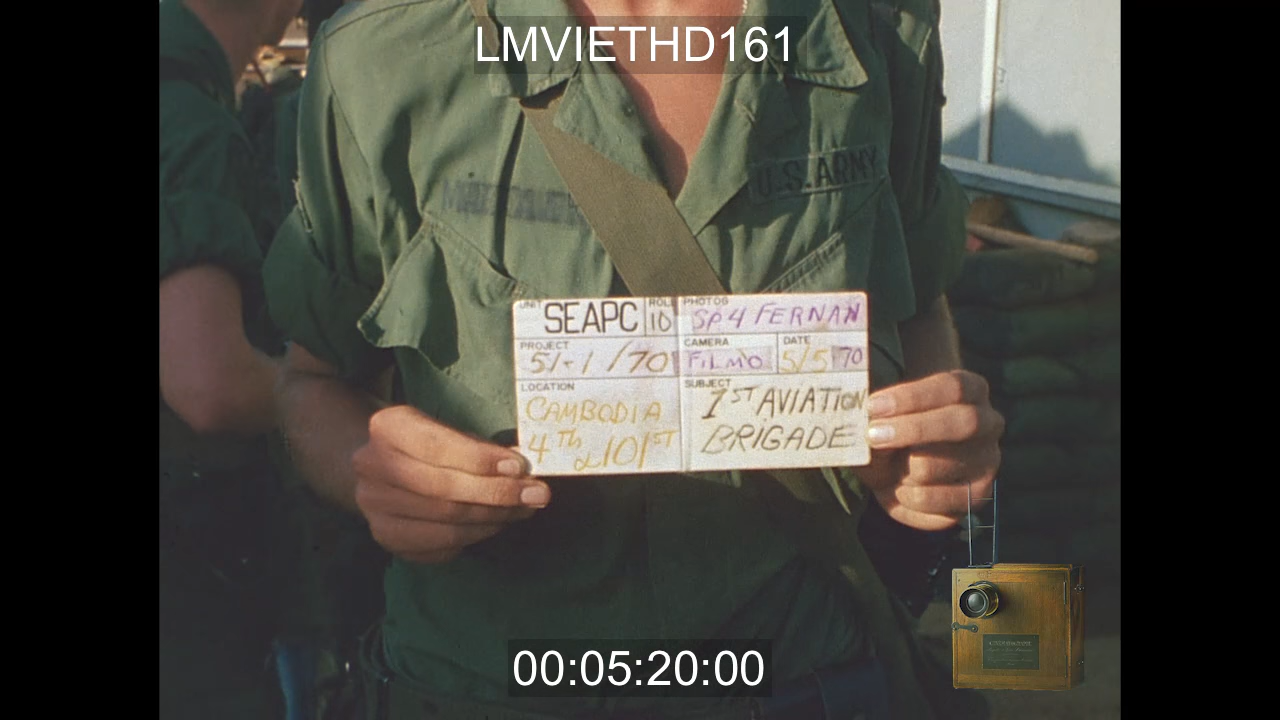 LMVIETHD161
U.S. ARMY
UNIT SEAPC ROLL 10 PHOTOG SP4 FERNAN
PROJECT 51-1/70 CAMERA FILMO DATE 5/5/70
LOCATION CAMBODIA 4TH & 101ST
SUBJECT 1ST AVIATION BRIGADE
00:05:20:00